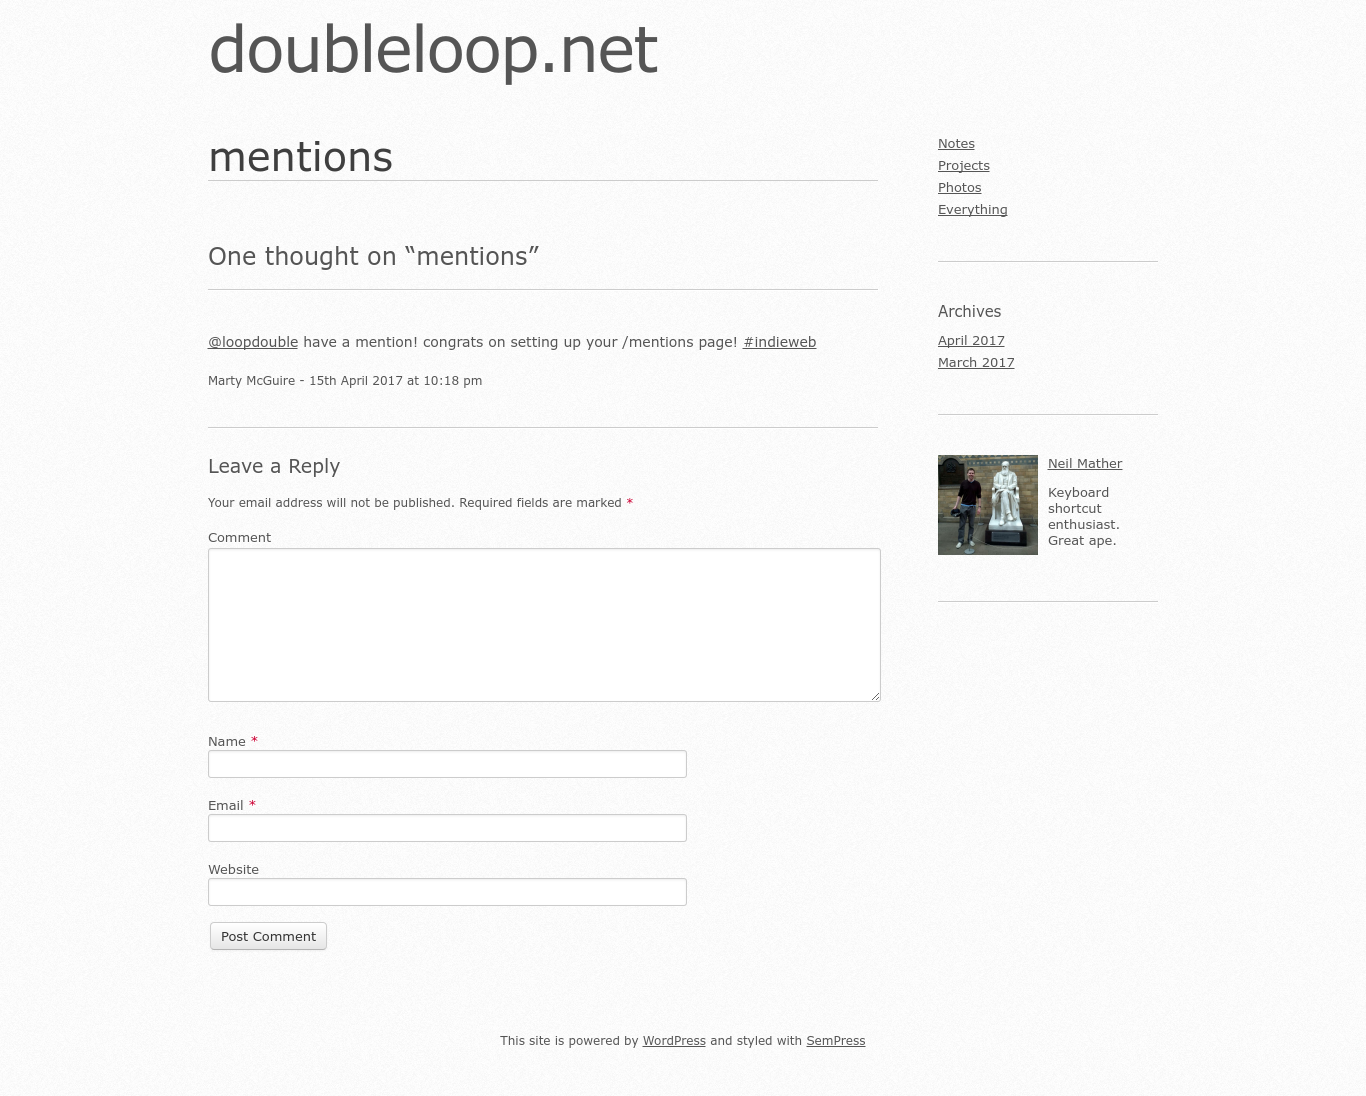 doubleloop.net
mentions
One thought on “mentions”
@loopdouble have a mention! congrats on setting up your /mentions page! #indieweb
Marty McGuire - 15th April 2017 at 10:18 pm
Leave a Reply
Your email address will not be published. Required fields are marked *
Comment
Name *
Email *
Website
Post Comment
Notes
Projects
Photos
Everything
Archives
April 2017
March 2017
Neil Mather
Keyboard
shortcut
enthusiast.
Great ape.
This site is powered by WordPress and styled with SemPress